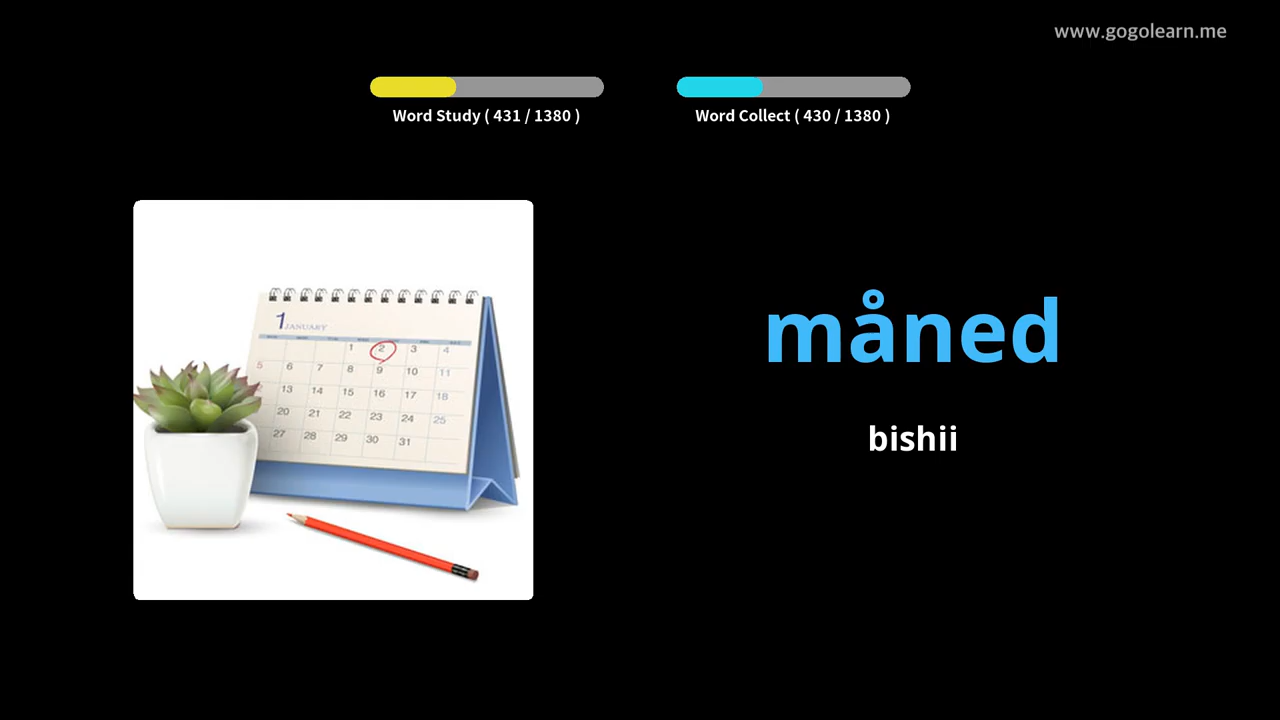 www.gogolearn.me
Word Study ( 431 / 1380 )
Word Collect ( 430 / 1380 )
måned
bishii
1 JANUARY
1 2 3 4
5 6 7 8 9 10 11
13 14 15 16 17 18
20 21 22 23 24 25
27 28 29 30 31